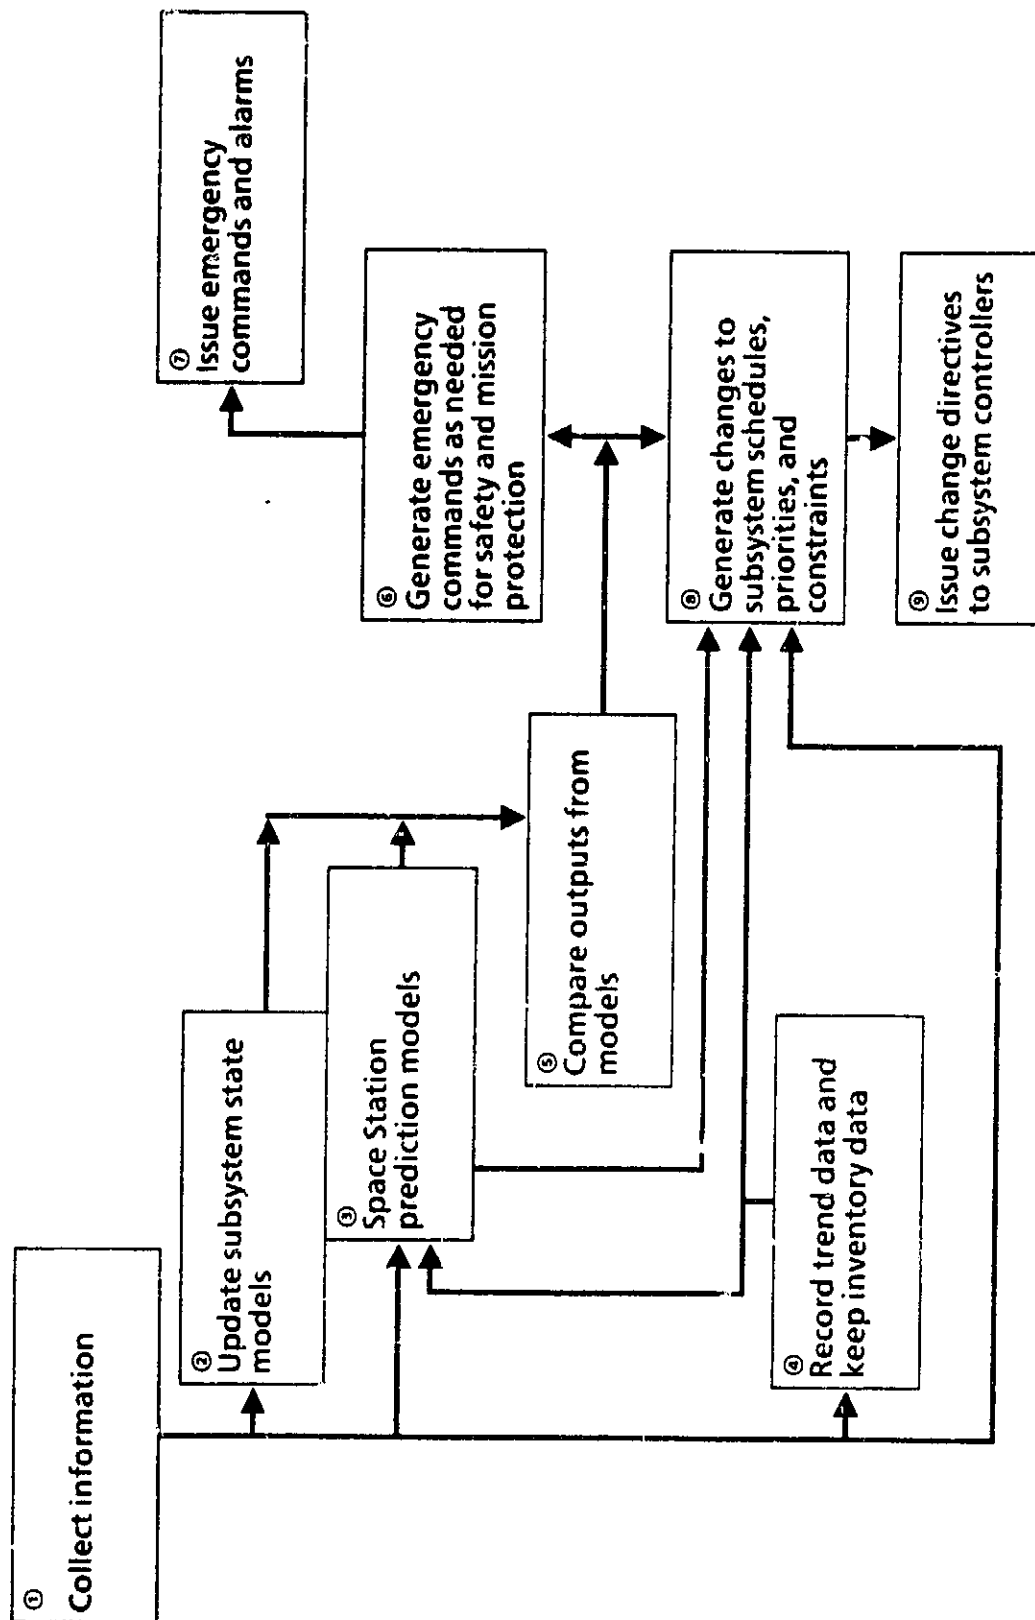 ①
Collect information
②
Update subsystem state
models
③
Space Station
prediction models
④
Record trend data and
keep inventory data
⑤
Compare outputs from
models
⑥
Generate emergency
commands as needed
for safety and mission
protection
⑦
Issue emergency
commands and alarms
⑧
Generate changes to
subsystem schedules,
priorities, and
constraints
⑨
Issue change directives
to subsystem controllers